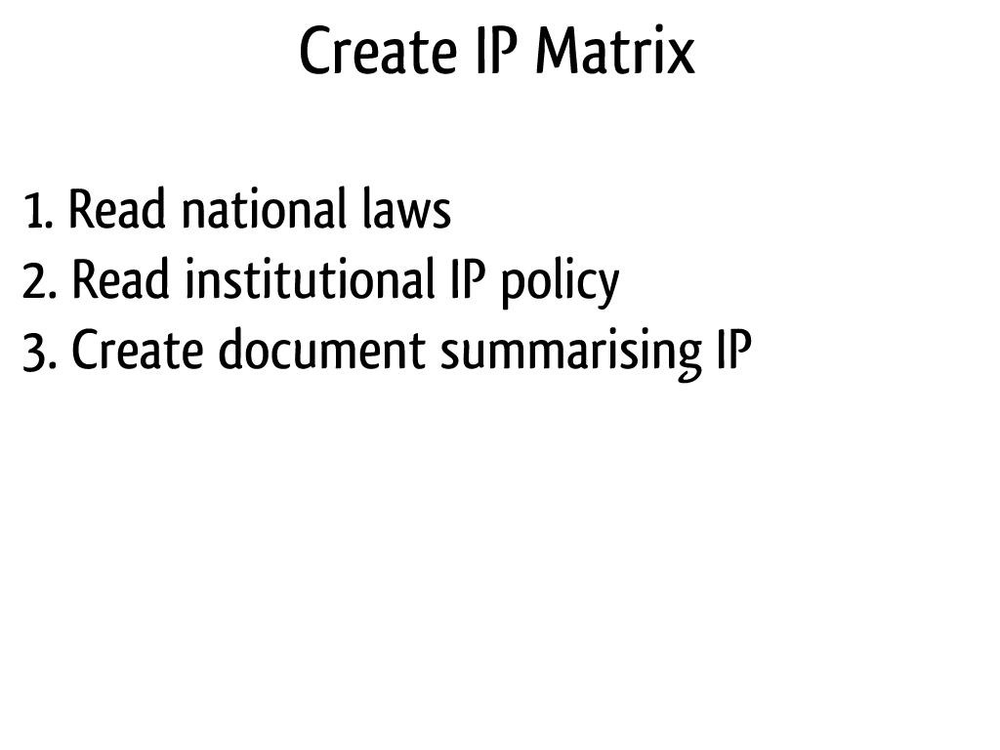 Create IP Matrix
1. Read national laws
2. Read institutional IP policy
3. Create document summarising IP